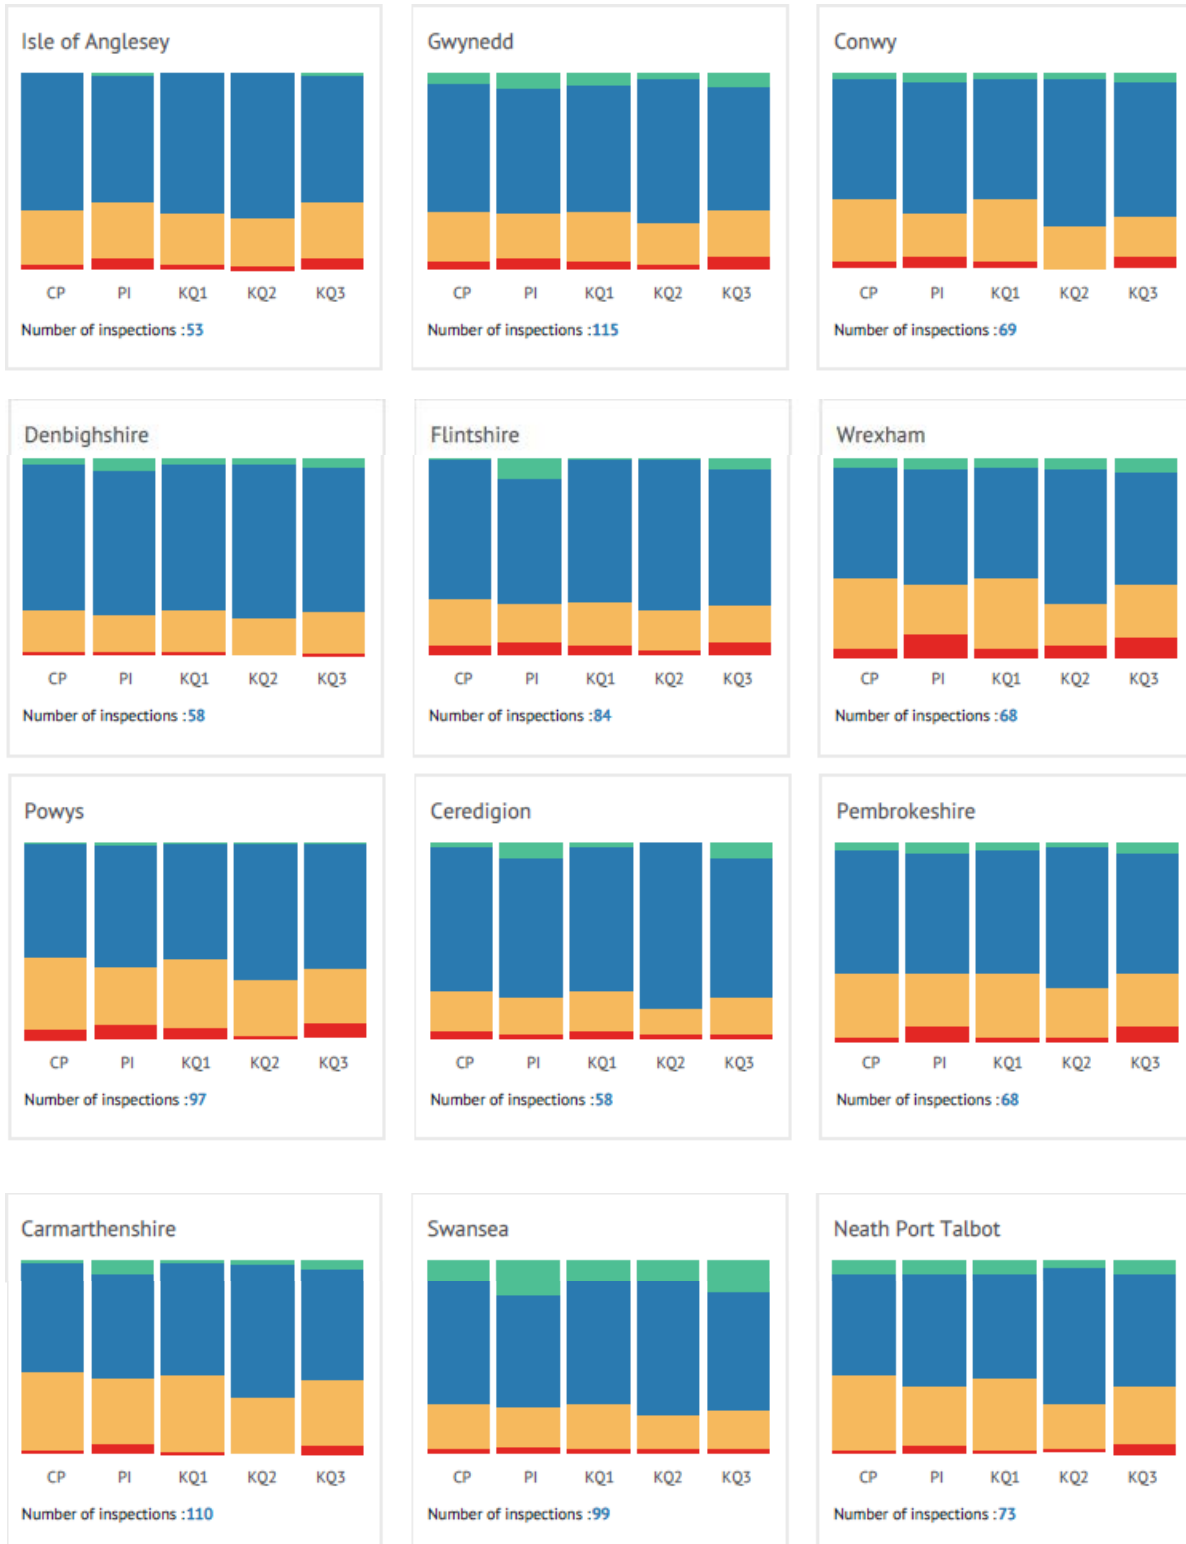 Isle of Anglesey
CP PI KQ1 KQ2 KQ3
Number of inspections :53
Gwynedd
CP PI KQ1 KQ2 KQ3
Number of inspections :115
Conwy
CP PI KQ1 KQ2 KQ3
Number of inspections :69
Denbighshire
CP PI KQ1 KQ2 KQ3
Number of inspections :58
Flintshire
CP PI KQ1 KQ2 KQ3
Number of inspections :84
Wrexham
CP PI KQ1 KQ2 KQ3
Number of inspections :68
Powys
CP PI KQ1 KQ2 KQ3
Number of inspections :97
Ceredigion
CP PI KQ1 KQ2 KQ3
Number of inspections :58
Pembrokeshire
CP PI KQ1 KQ2 KQ3
Number of inspections :68
Carmarthenshire
CP PI KQ1 KQ2 KQ3
Number of inspections :110
Swansea
CP PI KQ1 KQ2 KQ3
Number of inspections :99
Neath Port Talbot
CP PI KQ1 KQ2 KQ3
Number of inspections :73